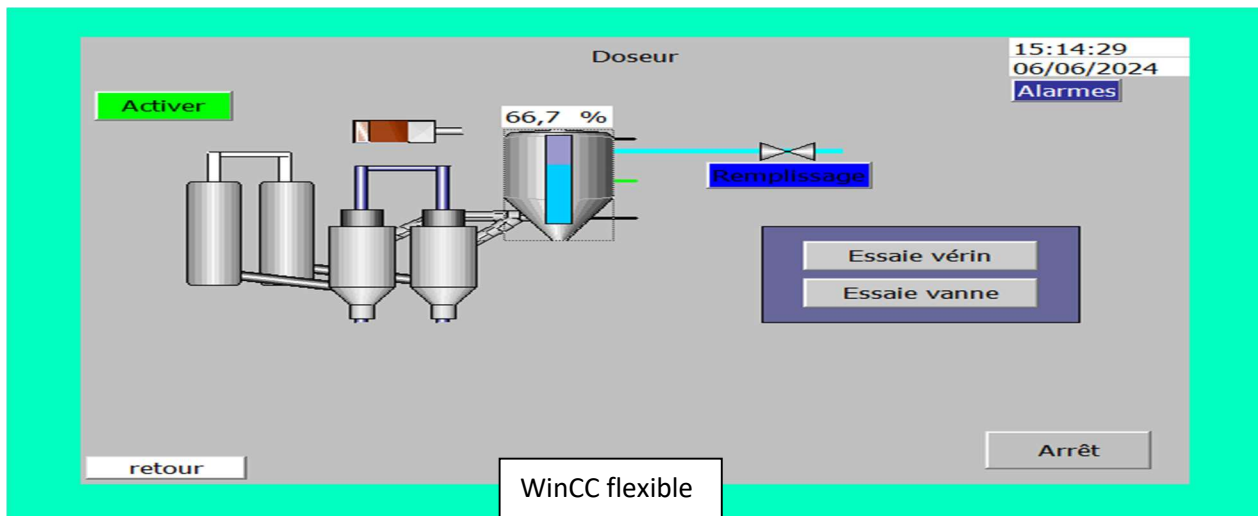 Doseur
15:14:29
06/06/2024
Alarmes
Activer
66,7 %
Remplissage
Essaie vérin
Essaie vanne
Arrêt
retour
WinCC flexible